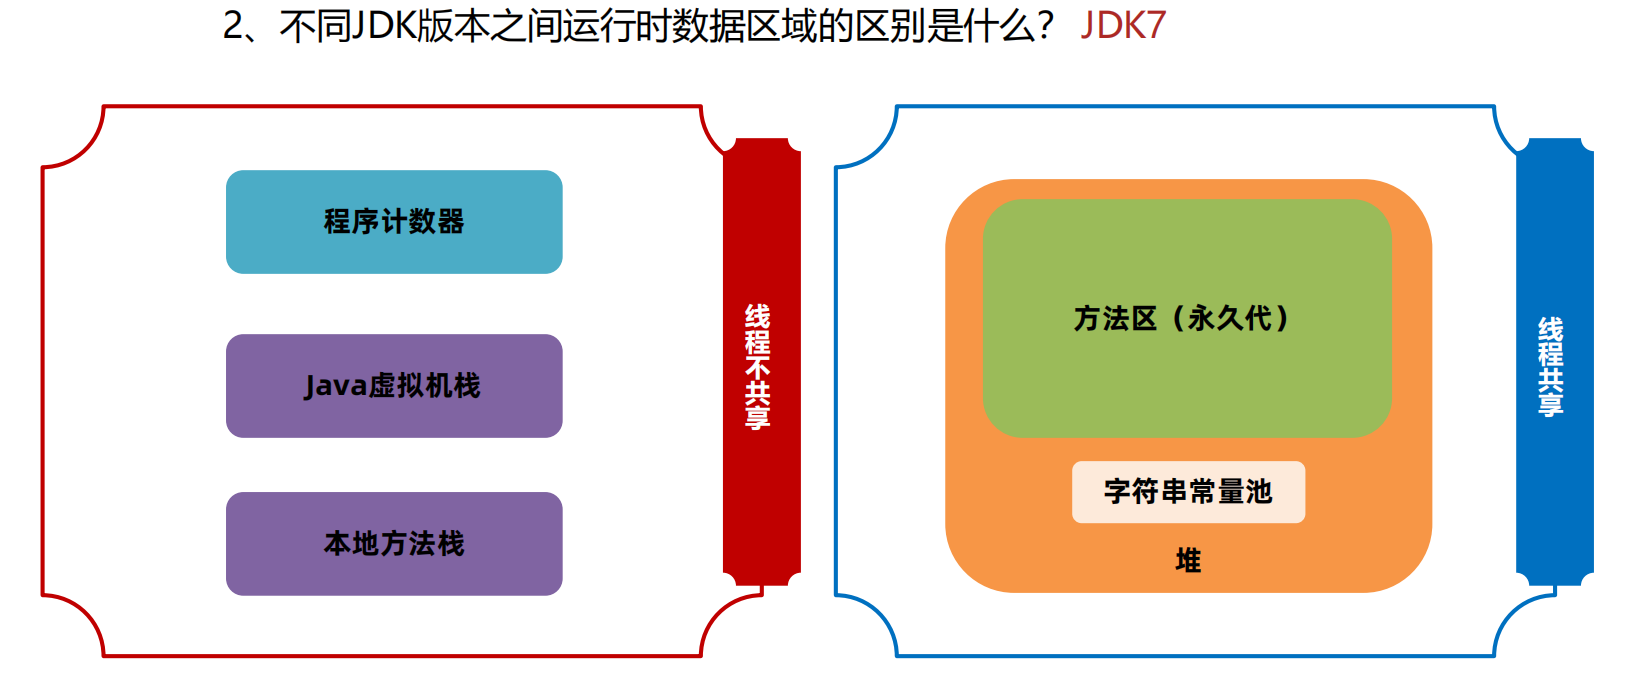 2、不同JDK版本之间运行时数据区域的区别是什么？ JDK7
程序计数器
Java虚拟机栈
本地方法栈
线程不共享
方法区（永久代）
字符串常量池
堆
线程共享